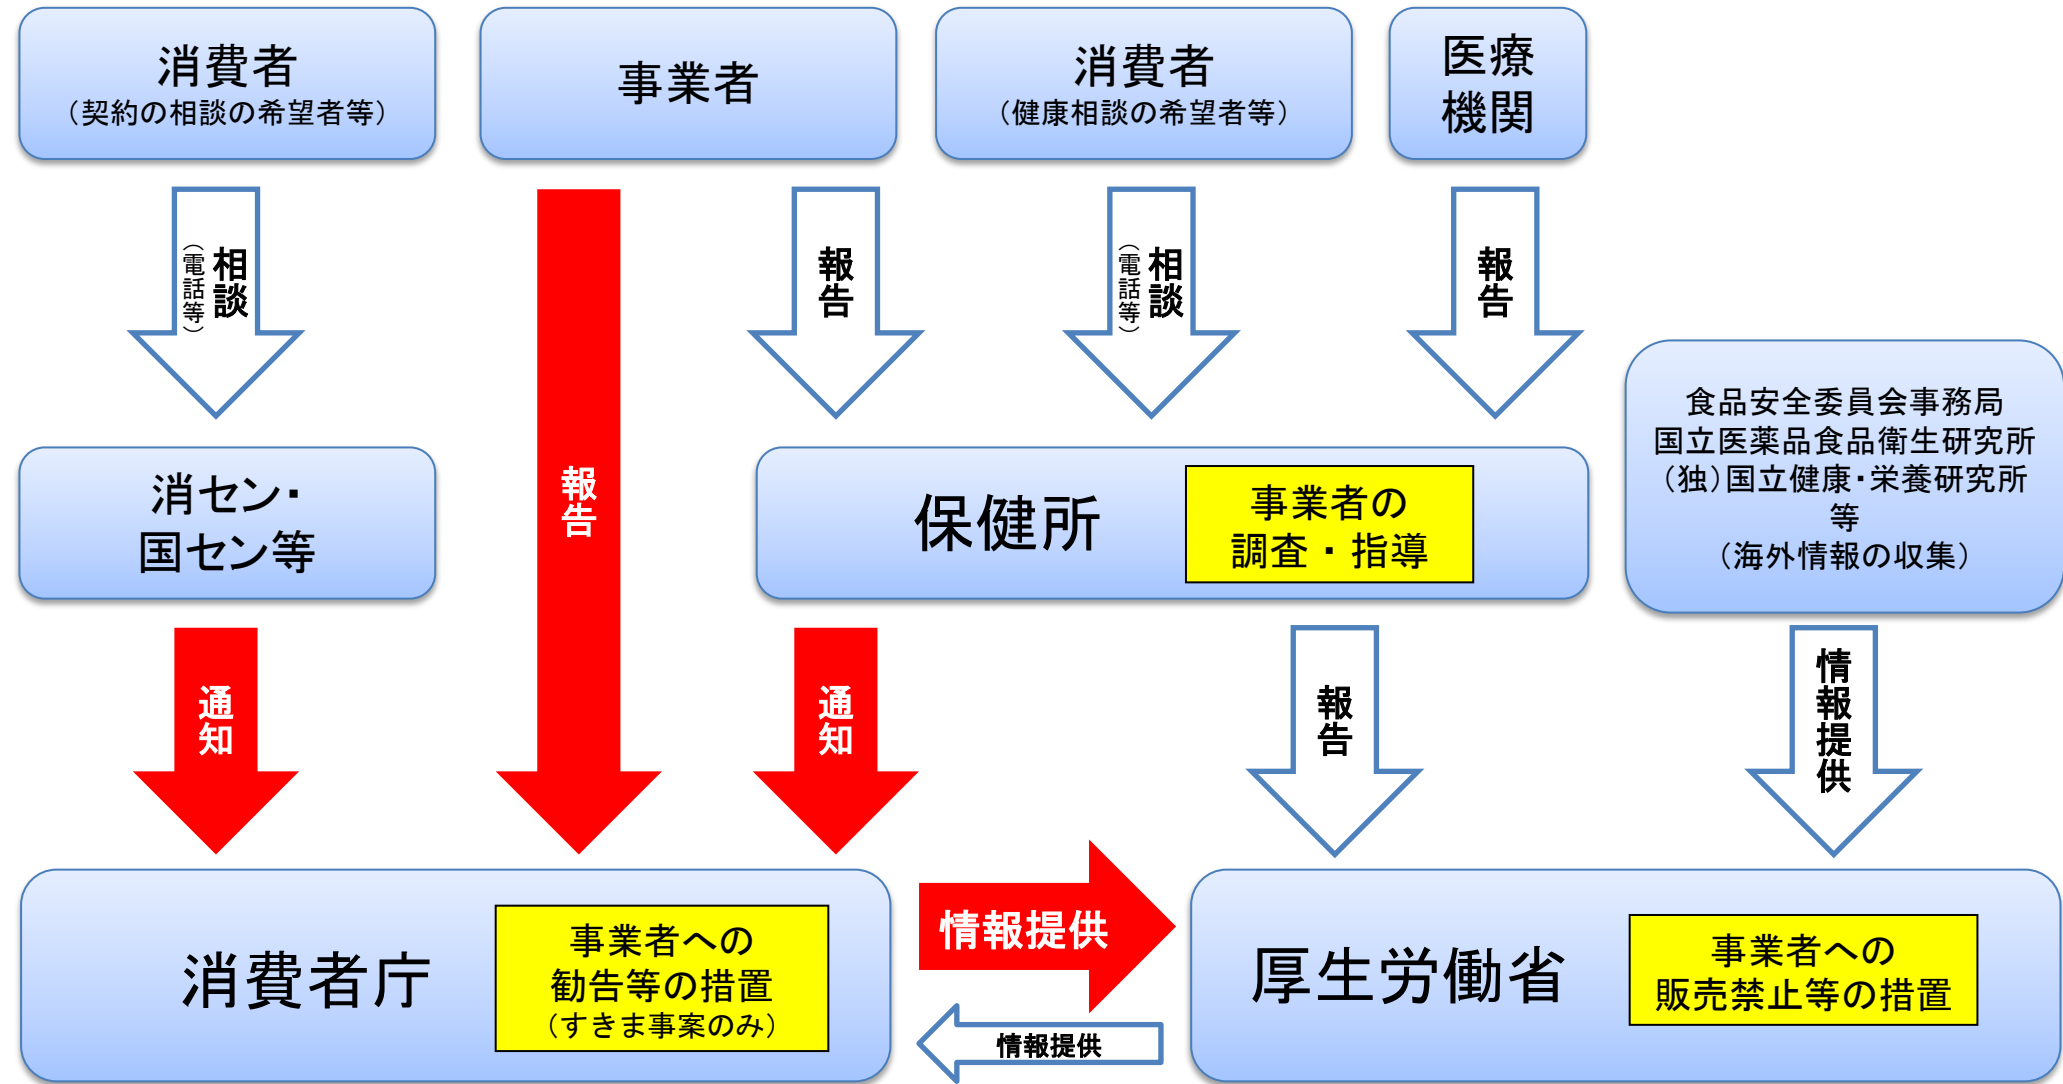 消費者
（契約の相談の希望者等）
事業者
消費者
（健康相談の希望者等）
医療
機関
相談
（電話等）
報告
報告
相談
（電話等）
報告
消セン・
国セン等
保健所
事業者の
調査・指導
食品安全委員会事務局
国立医薬品食品衛生研究所
（独）国立健康・栄養研究所
等
（海外情報の収集）
通知
通知
報告
情報提供
消費者庁
事業者への
勧告等の措置
（すきま事案のみ）
情報提供
情報提供
厚生労働省
事業者への
販売禁止等の措置